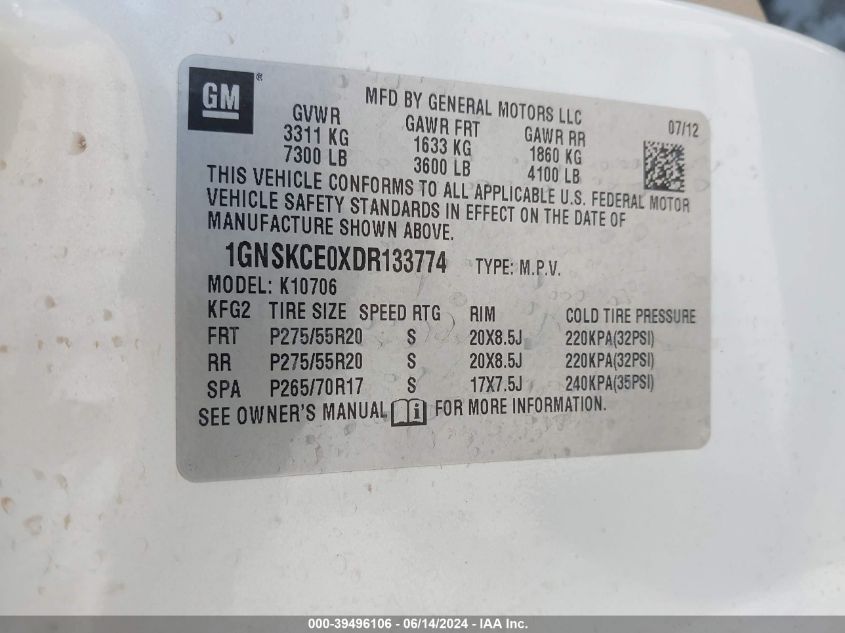 GM ®
MFD BY GENERAL MOTORS LLC
07/12
GVWR GAWR FRT GAWR RR
3311 KG 1633 KG 1860 KG
7300 LB 3600 LB 4100 LB
THIS VEHICLE CONFORMS TO ALL APPLICABLE U.S. FEDERAL MOTOR
VEHICLE SAFETY STANDARDS IN EFFECT ON THE DATE OF
MANUFACTURE SHOWN ABOVE.
1GNSKCE0XDR133774 TYPE: M.P.V.
MODEL: K10706
KFG2 TIRE SIZE SPEED RTG RIM COLD TIRE PRESSURE
FRT P275/55R20 S 20X8.5J 220KPA(32PSI)
RR P275/55R20 S 20X8.5J 220KPA(32PSI)
SPA P265/70R17 S 17X7.5J 240KPA(35PSI)
SEE OWNER'S MANUAL FOR MORE INFORMATION.
000-39496106 - 06/14/2024 - IAA Inc.